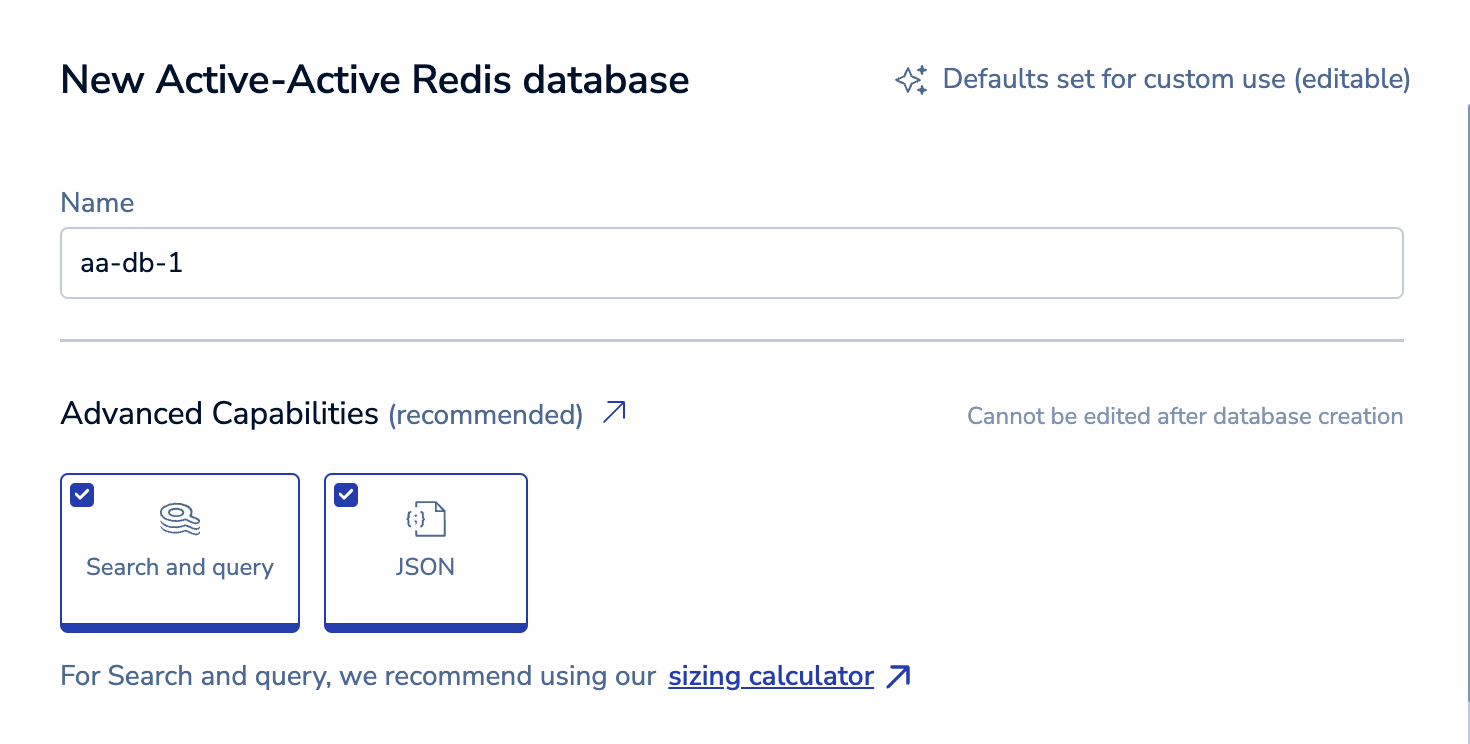 New Active-Active Redis database
Defaults set for custom use (editable)
Name
aa-db-1
Advanced Capabilities (recommended)
Cannot be edited after database creation
Search and query
JSON
For Search and query, we recommend using our sizing calculator